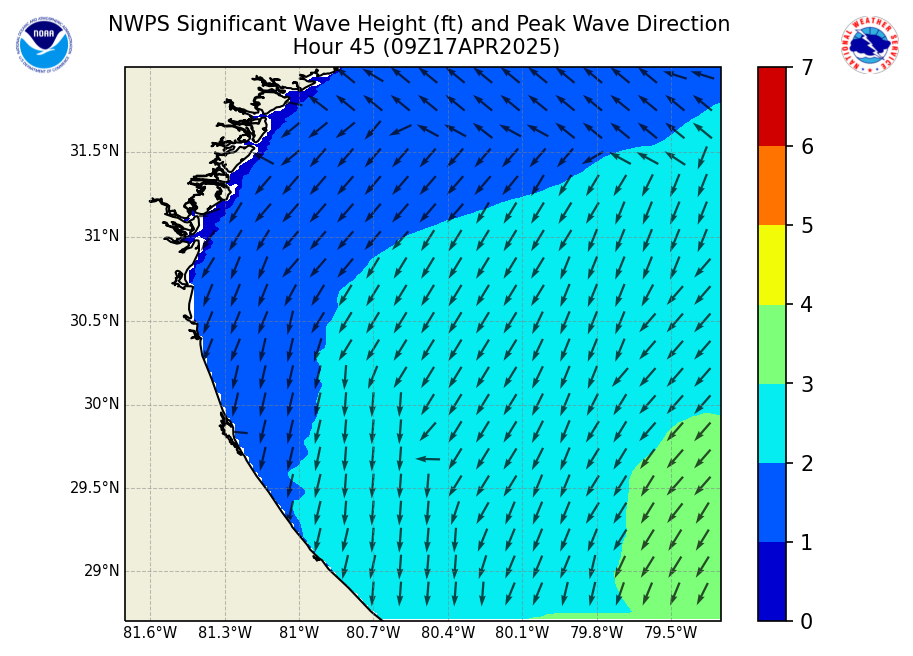 NWPS Significant Wave Height (ft) and Peak Wave Direction
Hour 45 (09Z17APR2025)
NOAA
NATIONAL WEATHER SERVICE
7
6
5
4
3
2
1
0
31.5°N
31°N
30.5°N
30°N
29.5°N
29°N
81.6°W 81.3°W 81°W 80.7°W 80.4°W 80.1°W 79.8°W 79.5°W